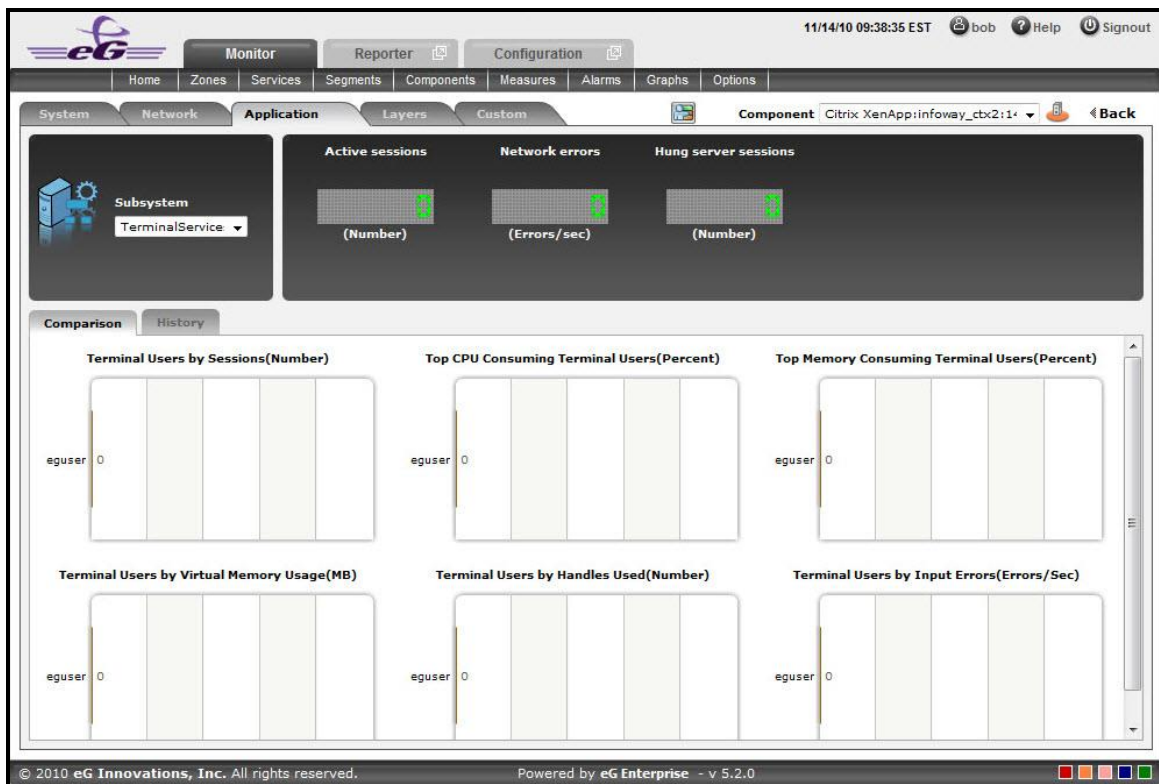 11/14/10 09:38:35 EST bob Help Signout
eG
Monitor Reporter Configuration
Home Zones Services Segments Components Measures Alarms Graphs Options
System Network Application Layers Custom Component Citrix XenApp:infoway_ctx2:14 Back
Active sessions Network errors Hung server sessions
Subsystem
TerminalService
0 0 0
(Number) (Errors/sec) (Number)
Comparison History
Terminal Users by Sessions(Number) Top CPU Consuming Terminal Users(Percent) Top Memory Consuming Terminal Users(Percent)
eguser 0 eguser 0 eguser 0
Terminal Users by Virtual Memory Usage(MB) Terminal Users by Handles Used(Number) Terminal Users by Input Errors(Errors/Sec)
eguser 0 eguser 0 eguser 0
© 2010 eG Innovations, Inc. All rights reserved. Powered by eG Enterprise - v 5.2.0